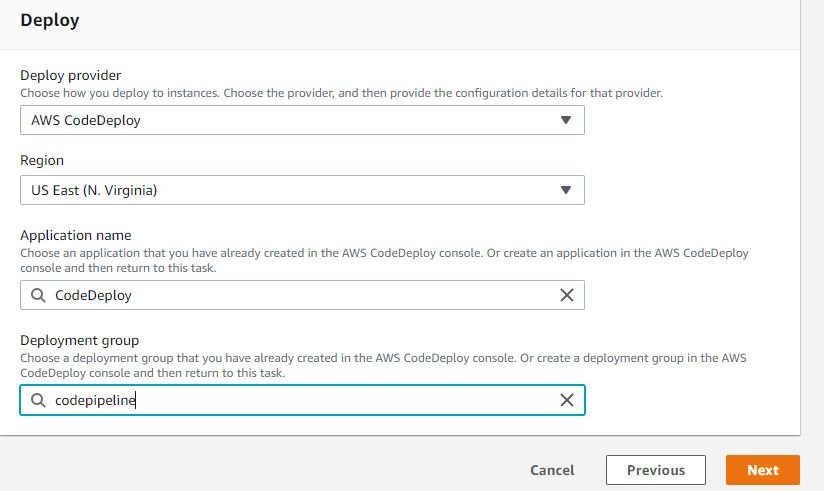 Deploy
Deploy provider
Choose how you deploy to instances. Choose the provider, and then provide the configuration details for that provider.
AWS CodeDeploy
Region
US East (N. Virginia)
Application name
Choose an application that you have already created in the AWS CodeDeploy console. Or create an application in the AWS CodeDeploy
console and then return to this task.
CodeDeploy
Deployment group
Choose a deployment group that you have already created in the AWS CodeDeploy console. Or create a deployment group in the AWS
CodeDeploy console and then return to this task.
codepipeline
Cancel Previous Next